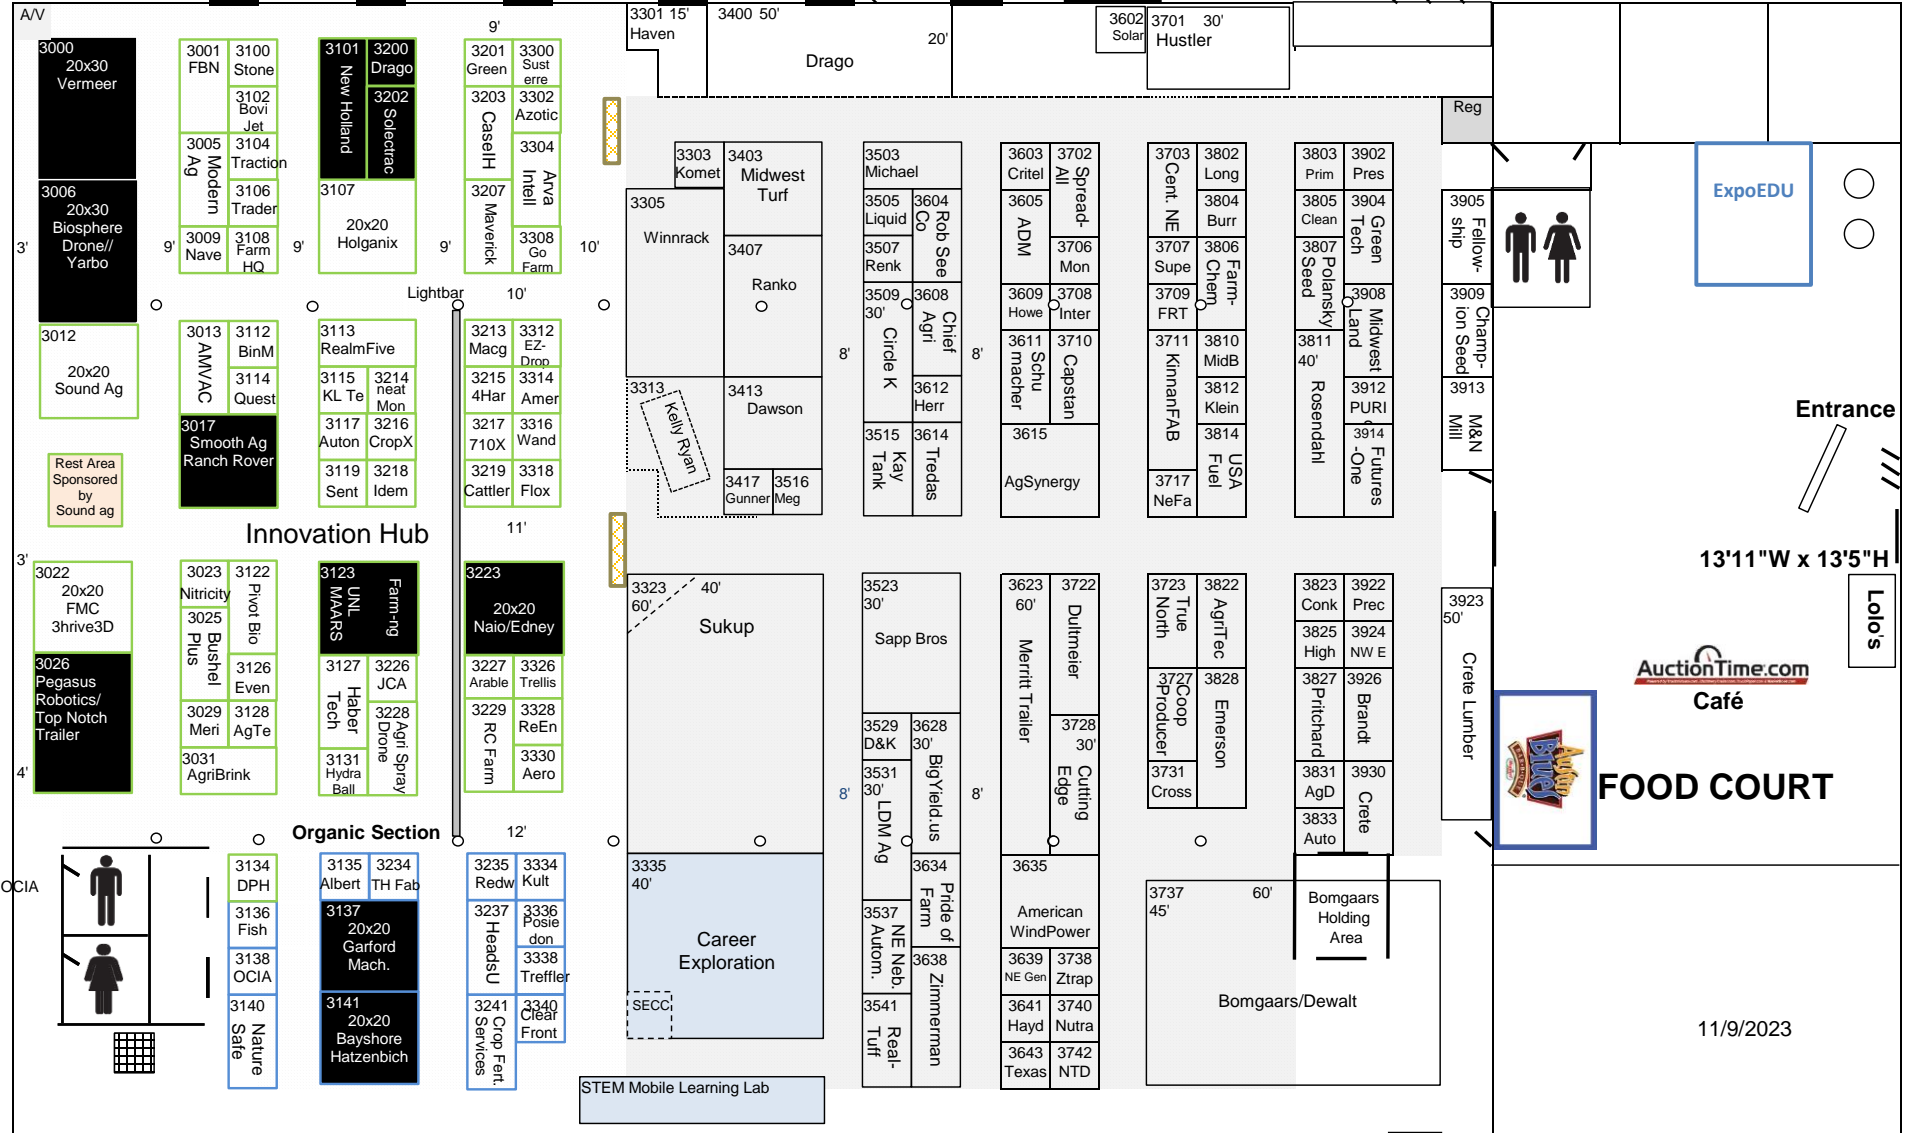 A/V
3301 15'
Haven
3400 50'
20'
Drago
3602
Solar
3701 30'
Hustler
9'
3000
20x30
Vermeer
3001
FBN
3100
Stone
3102
Bovi
Jet
3101
New Holland
3200
Drago
3202
Solectrac
3201
Green
3300
Sust
erre
3203
CaseIH
3302
Azotic
Reg
3005
Modern
Ag
3104
Traction
3304
Arva
Intell
3303
Komet
3403
Midwest
Turf
3503
Michael
3603
Critel
3702
Spread-
All
3703
Cent. NE
3802
Long
3803
Prim
3902
Pres
3006
20x30
Biosphere
Drone//
Yarbo
3106
Trader
3107
20x20
Holganix
3207
Maverick
3305
Winnrack
3505
Liquid
3604
Rob See
Co
3605
ADM
3804
Burr
3805
Clean
3904
Green
Tech
3905
Fellow-
ship
ExpoEDU
3'
9'
3009
Nave
3108
Farm
HQ
9'
9'
3308
Go
Farm
10'
3407
Ranko
3507
Renk
3706
Mon
3707
Supe
3806
Farm-
Chem
3807
Polansky
Seed
Lightbar
10'
3509
30'
Circle K
3608
Chief
Agri
3609
Howe
3708
Inter
3709
FRT
3908
Midwest
Land
3909
Champ-
ion Seed
3012
20x20
Sound Ag
3013
AMVAC
3112
BinM
3113
RealmFive
3213
Macg
3312
EZ-
Drop
8'
8'
3611
Schu
macher
3710
Capstan
3711
KinnanFAB
3810
MidB
3811
40'
Rosendahl
3114
Quest
3115
KL Te
3214
neat
Mon
3215
4Har
3314
Amer
3313
Kelly Ryan
3413
Dawson
3612
Herr
3812
Klein
3912
PURI
3913
M&N
Mill
Entrance
3017
Smooth Ag
Ranch Rover
3117
Auton
3216
CropX
3217
710X
3316
Wand
3515
Kay
Tank
3614
Tredas
3615
AgSynergy
3814
USA
Fuel
3914
Futures
-One
Rest Area
Sponsored
by
Sound ag
3119
Sent
3218
Idem
3219
Cattler
3318
Flox
3417
Gunner
3516
Meg
3717
NeFa
Innovation Hub
11'
3'
13'11"W x 13'5"H
3022
20x20
FMC
3hrive3D
3023
Nitricity
3122
Pivot Bio
3123
UNL
MAARS
Farm-ng
3223
20x20
Naio/Edney
3323
60'
40'
Sukup
3523
30'
Sapp Bros
3623
60'
Merritt Trailer
3722
Dultmeier
3723
True
North
3822
AgriTec
3823
Conk
3922
Prec
3923
50'
Crete Lumber
Lolo's
3025
Bushel
Plus
3825
High
3924
NW E
3026
Pegasus
Robotics/
Top Notch
Trailer
3126
Even
3127
Haber
Tech
3226
JCA
3227
Arable
3326
Trellis
3727
Coop
Producer
3828
Emerson
3827
Pritchard
3926
Brandt
AuctionTime.com
Café
3029
Meri
3128
AgTe
3228
Agri Spray
Drone
3229
RC Farm
3328
ReEn
3529
D&K
3628
30'
BigYield.us
3728
30'
Cutting
Edge
4'
3031
AgriBrink
3131
Hydra
Ball
3330
Aero
8'
3531
30'
LDM Ag
8'
3731
Cross
3831
AgD
3930
Crete
Austin
Blues
FOOD COURT
Organic Section
12'
3833
Auto
OCIA
3134
DPH
3135
Albert
3234
TH Fab
3235
Redw
3334
Kult
3335
40'
Career
Exploration
3634
Pride of
Farm
3635
American
WindPower
3737
45'
60'
Bomgaars
Holding
Area
3136
Fish
3137
20x20
Garford
Mach.
3237
HeadsU
3336
Posie
don
3537
NE Neb.
Autom.
3138
OCIA
3338
Treffler
3638
Zimmerman
3639
NE Gen
3738
Ztrap
3140
Nature
Safe
3141
20x20
Bayshore
Hatzenbich
3241
Crop Fert.
Services
3340
Clear
Front
SECC
3541
Real-
Tuff
3641
Hayd
3740
Nutra
Bomgaars/Dewalt
11/9/2023
3643
Texas
3742
NTD
STEM Mobile Learning Lab